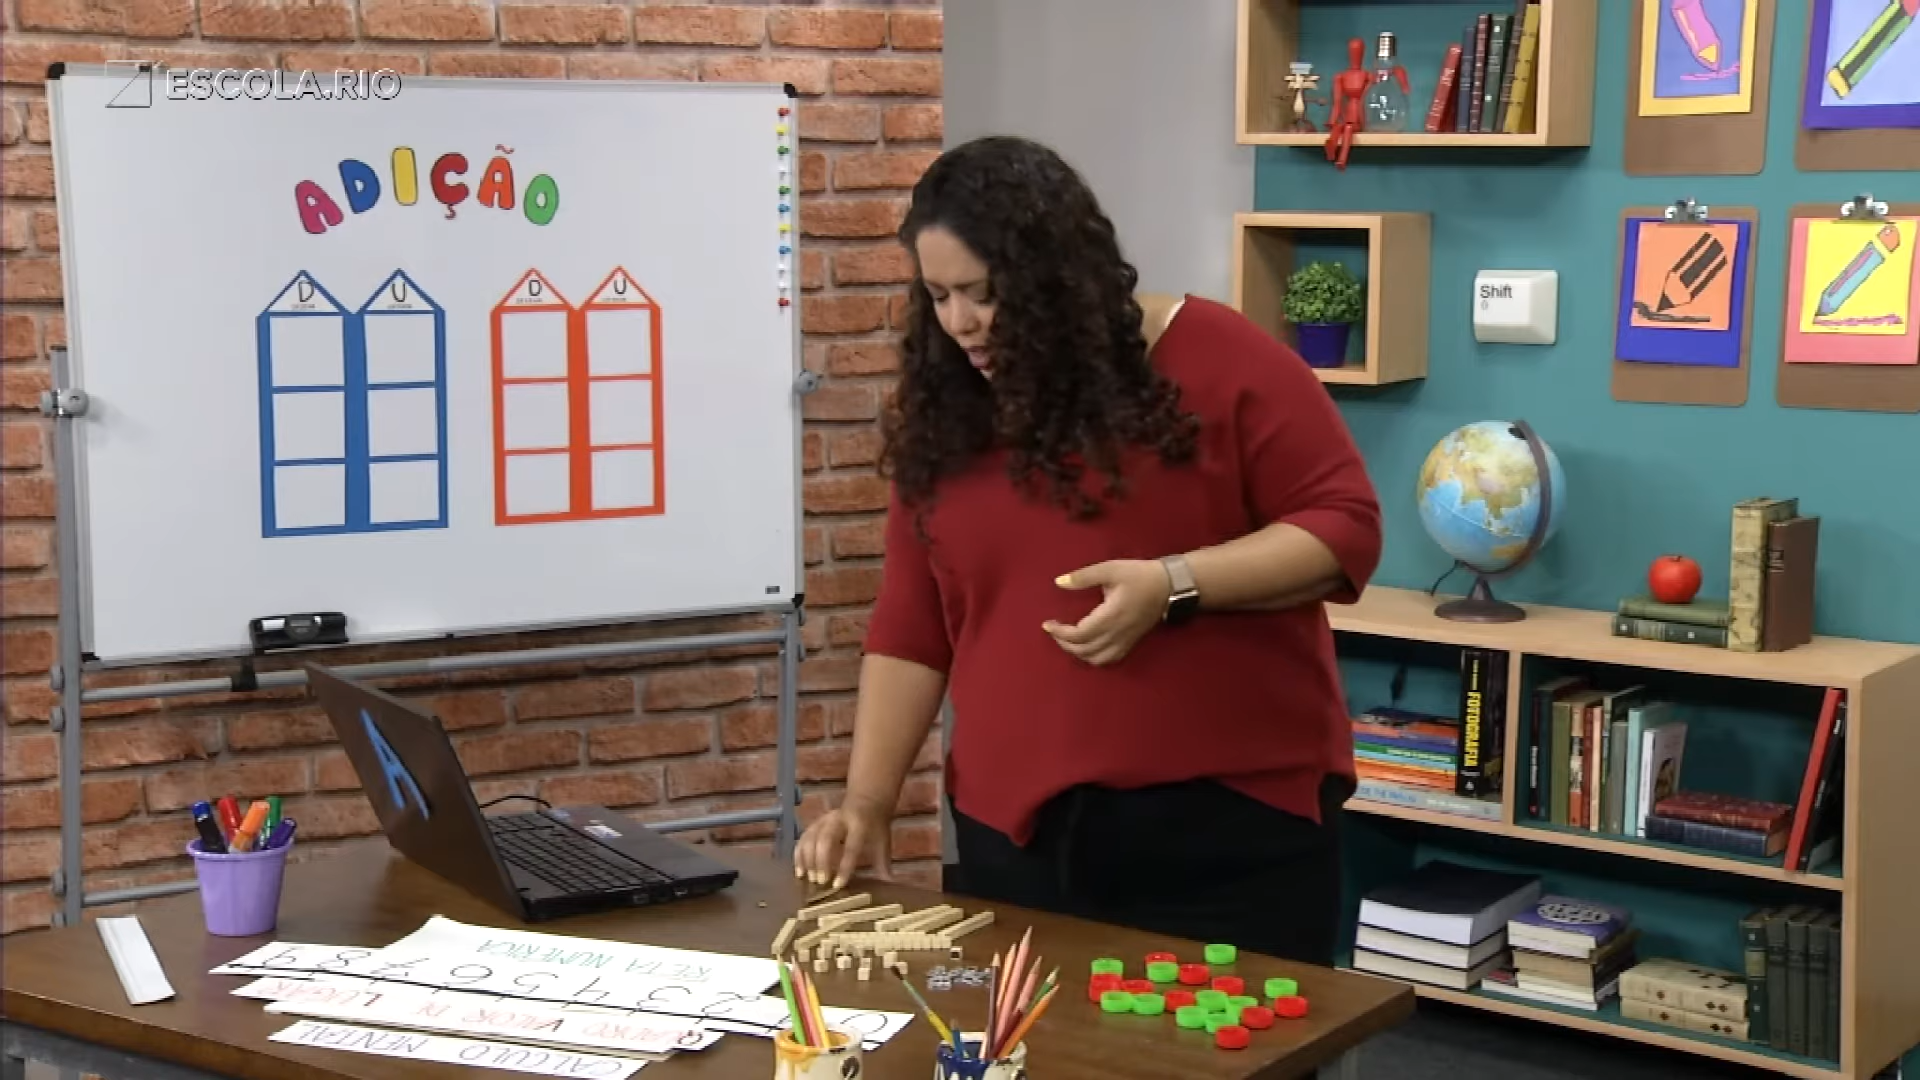 ESCOLA.RIO
ADIÇÃO
D U D U
Shift
FOTOGRAFIA
A
RETA NUMÉRICA
0 1 2 3 4 5 6 7 8 9
QUADRO VALOR DE LUGAR
CÁLCULO MENTAL